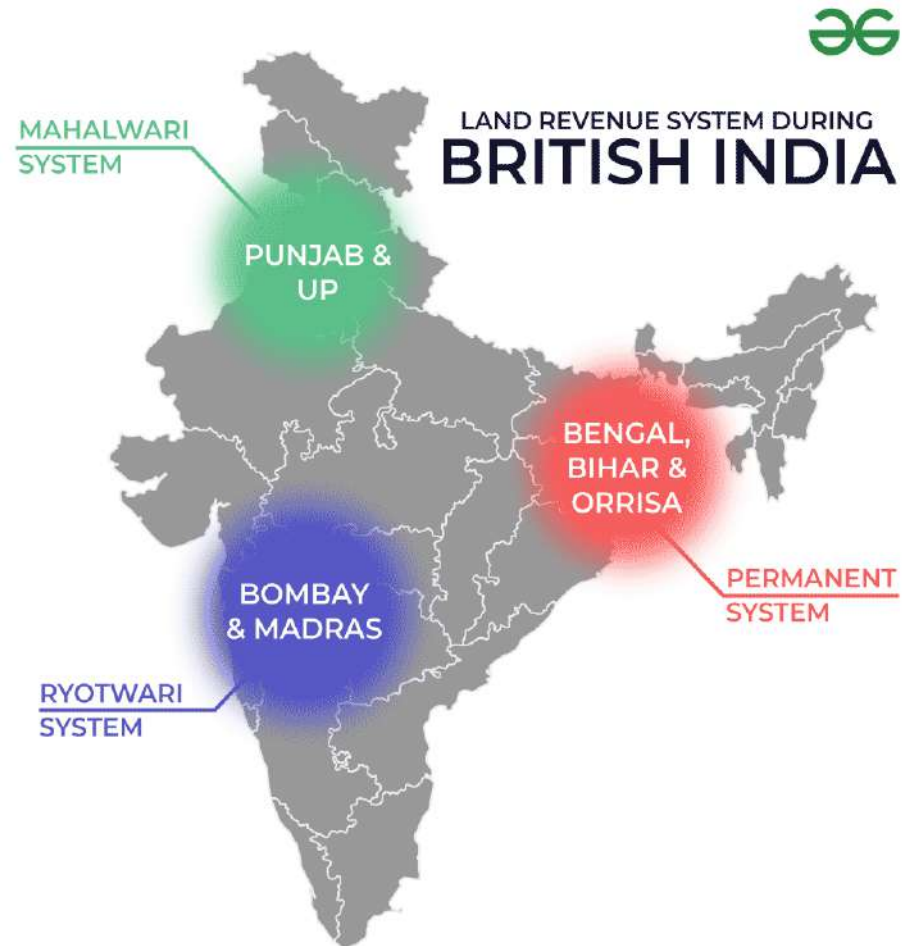 LAND REVENUE SYSTEM DURING
BRITISH INDIA
MAHALWARI
SYSTEM
PUNJAB &
UP
BENGAL,
BIHAR &
ORRISA
PERMANENT
SYSTEM
BOMBAY
& MADRAS
RYOTWARI
SYSTEM